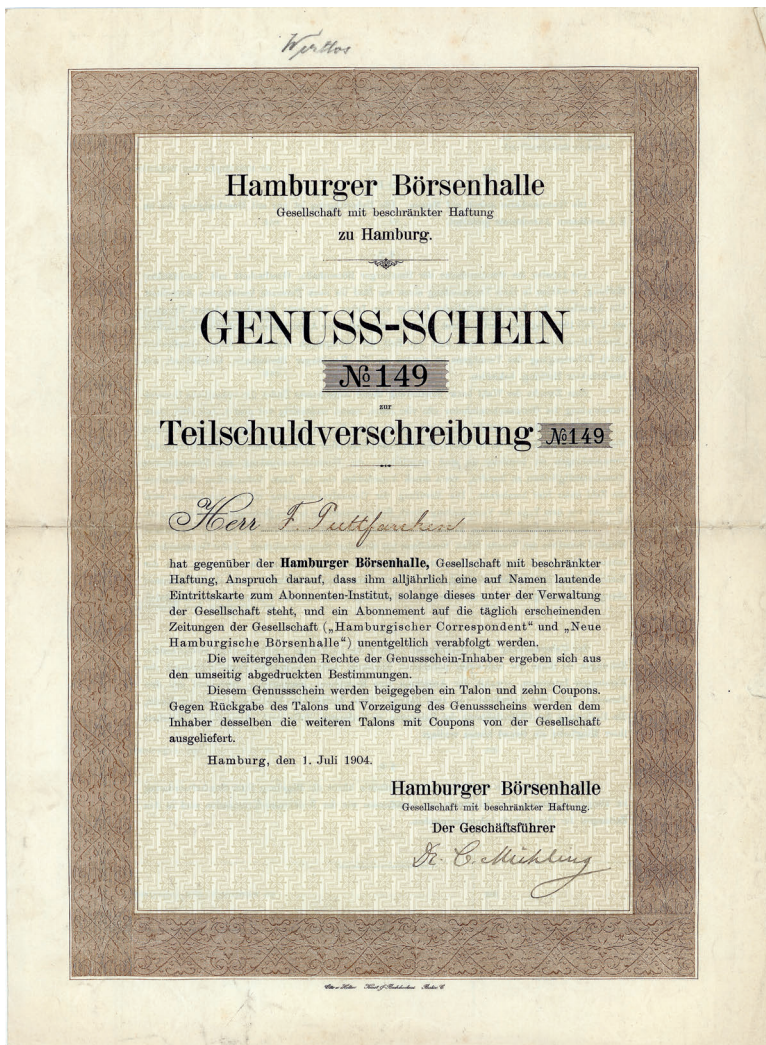 Wertlos
Hamburger Börsenhalle
Gesellschaft mit beschränkter Haftung
zu Hamburg.
GENUSS-SCHEIN
№ 149
zur
Teilschuldverschreibung № 149
Herr F. Puttfarcken
hat gegenüber der Hamburger Börsenhalle, Gesellschaft mit beschränkter
Haftung, Anspruch darauf, dass ihm alljährlich eine auf Namen lautende
Eintrittskarte zum Abonnenten-Institut, solange dieses unter der Verwaltung
der Gesellschaft steht, und ein Abonnement auf die täglich erscheinenden
Zeitungen der Gesellschaft („Hamburgischer Correspondent“ und „Neue
Hamburgische Börsenhalle“) unentgeltlich verabfolgt werden.
Die weitergehenden Rechte der Genussschein-Inhaber ergeben sich aus
den umseitig abgedruckten Bestimmungen.
Diesem Genussschein werden beigegeben ein Talon und zehn Coupons.
Gegen Rückgabe des Talons und Vorzeigung des Genussscheins werden dem
Inhaber desselben die weiteren Talons mit Coupons von der Gesellschaft
ausgeliefert.
Hamburg, den 1. Juli 1904.
Hamburger Börsenhalle
Gesellschaft mit beschränkter Haftung.
Der Geschäftsführer
Dr. C. Mühling